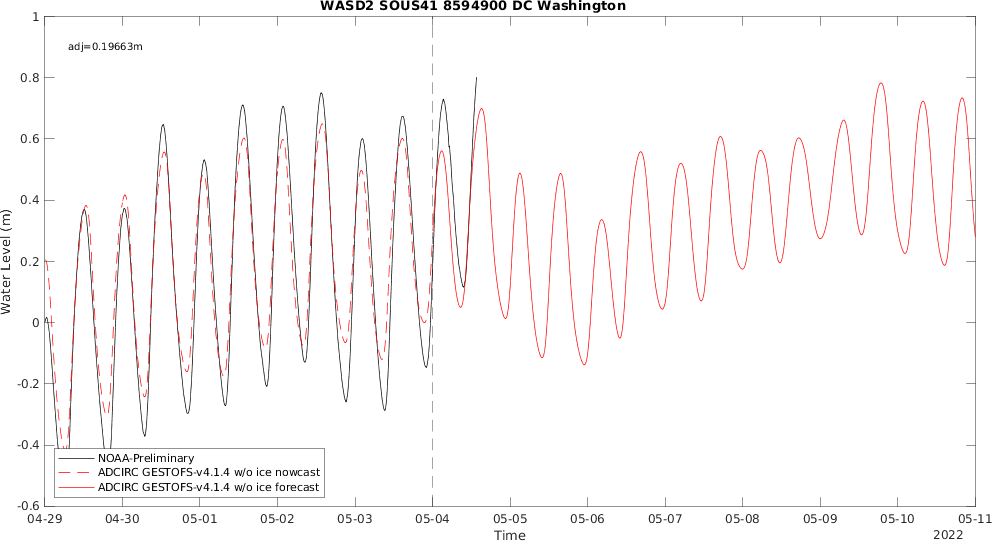 WASD2 SOUS41 8594900 DC Washington
adj=0.19663m
Water Level (m)
1
0.8
0.6
0.4
0.2
0
-0.2
-0.4
-0.6
NOAA-Preliminary
ADCIRC GESTOFS-v4.1.4 w/o ice nowcast
ADCIRC GESTOFS-v4.1.4 w/o ice forecast
04-29 04-30 05-01 05-02 05-03 05-04 05-05 05-06 05-07 05-08 05-09 05-10 05-11
Time
2022